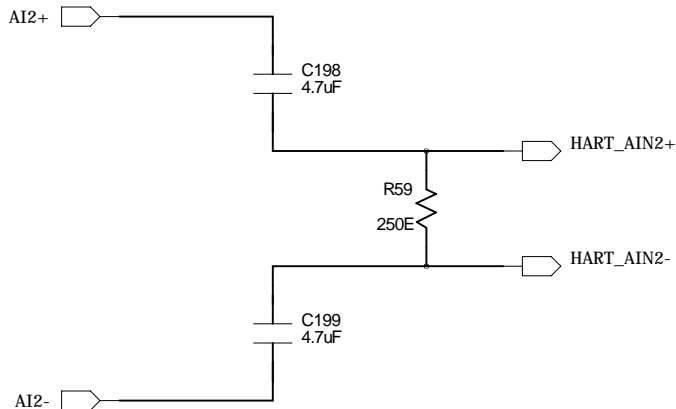 AI2+
C198
4.7uF
HART_AIN2+
R59
250E
HART_AIN2-
C199
4.7uF
AI2-